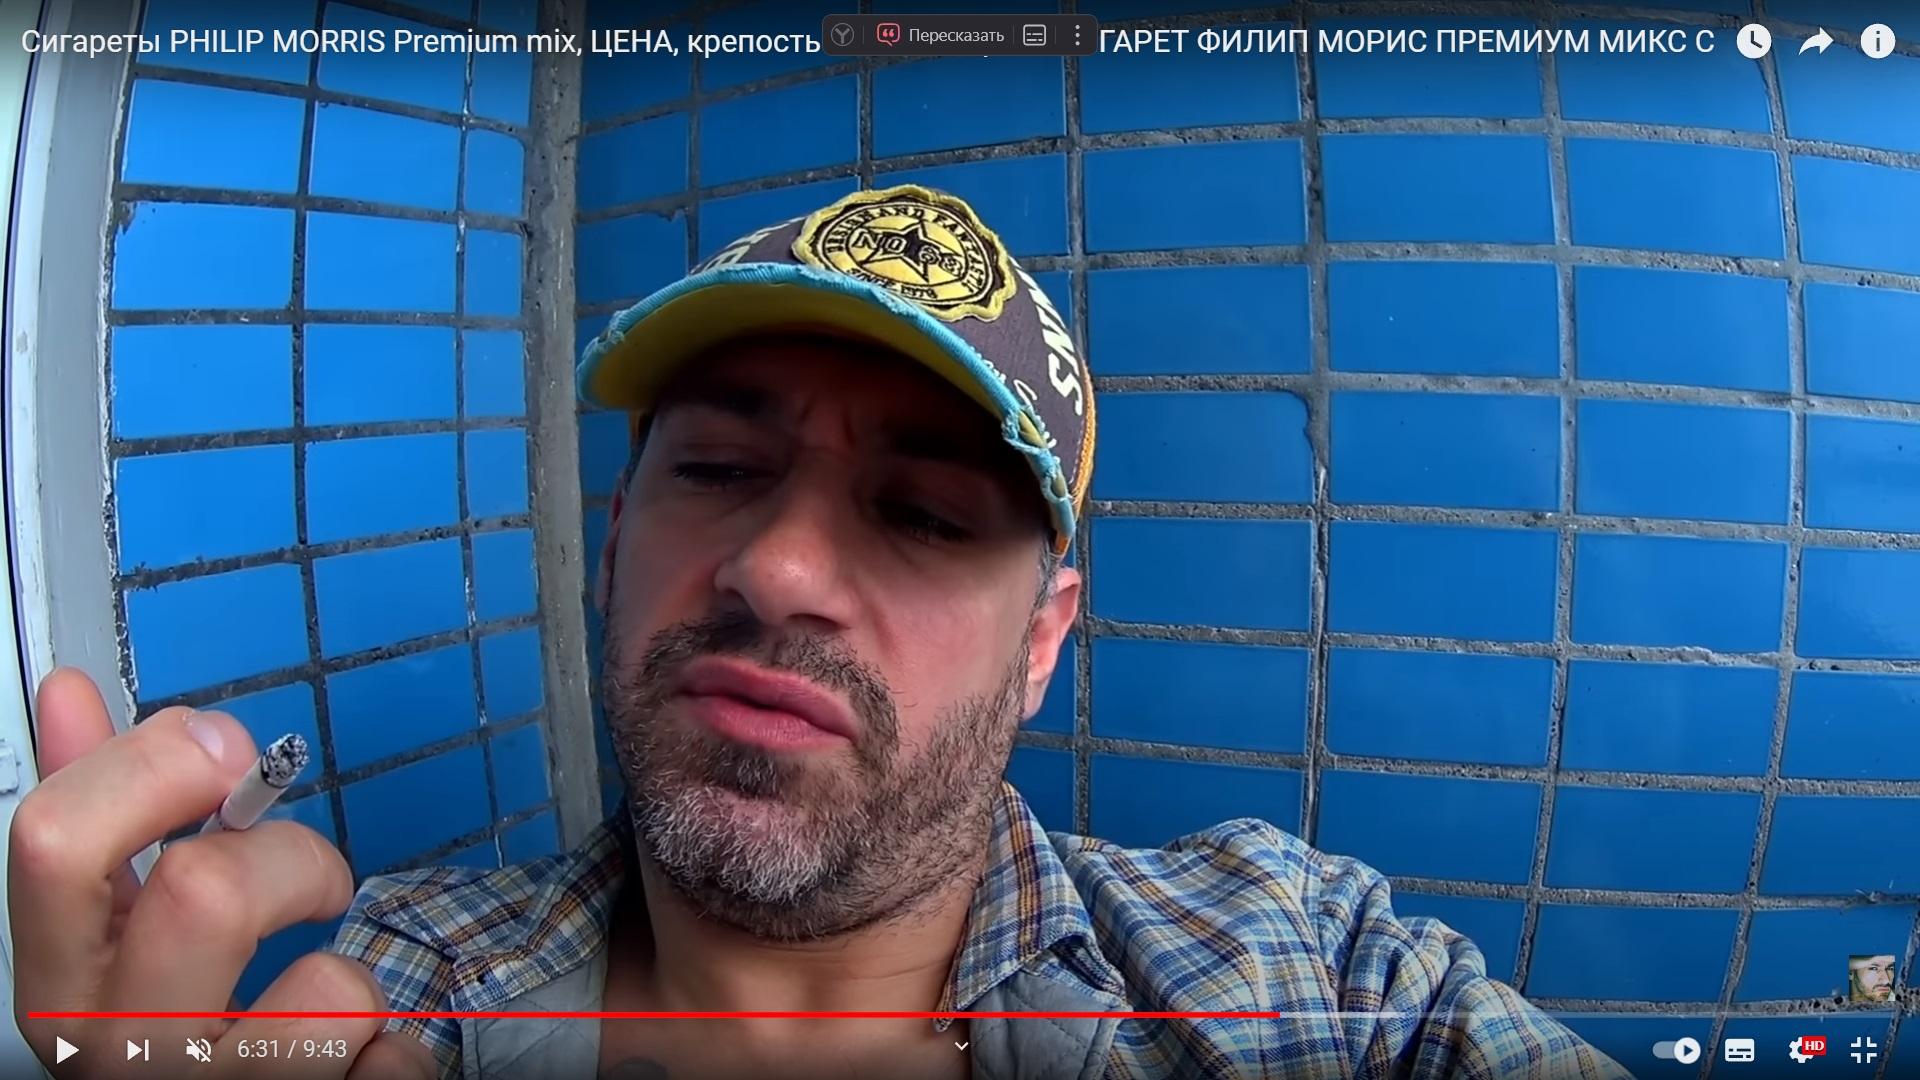 Сигареты PHILIP MORRIS Premium mix, ЦЕНА, крепость
Пересказать
ГАРЕТ ФИЛИП МОРИС ПРЕМИУМ МИКС С
NO 68
SINCE 1978
6:31 / 9:43
HD